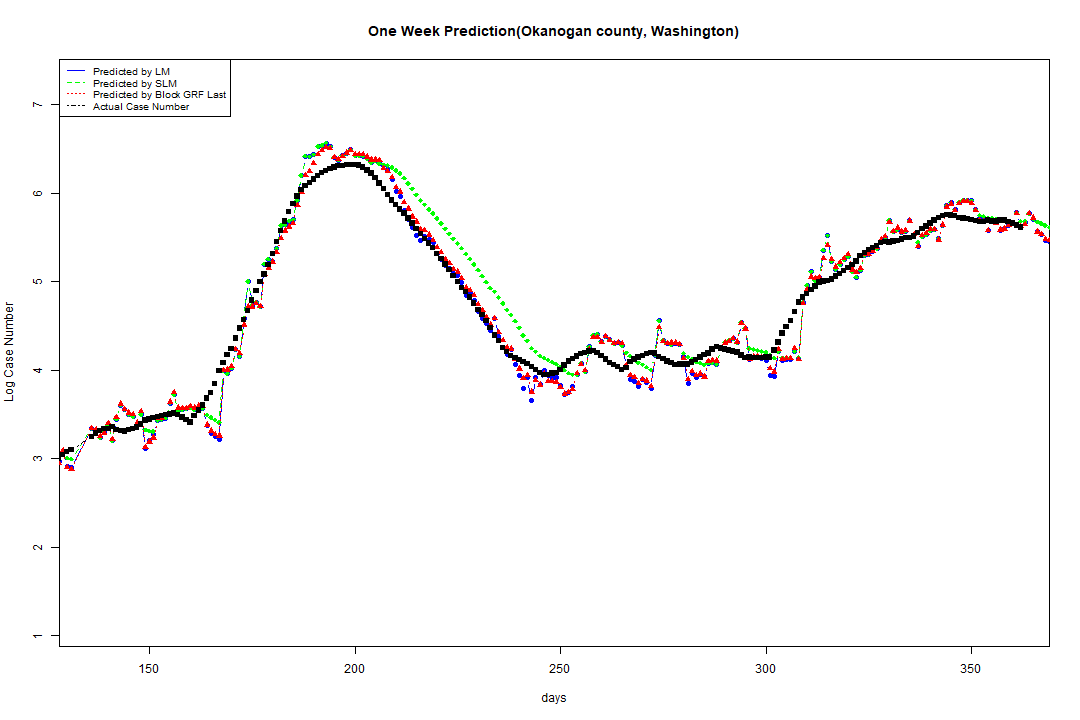 One Week Prediction(Okanogan county, Washington)
Predicted by LM
Predicted by SLM
Predicted by Block GRF Last
Actual Case Number
7
6
5
4
3
2
1
Log Case Number
150 200 250 300 350
days